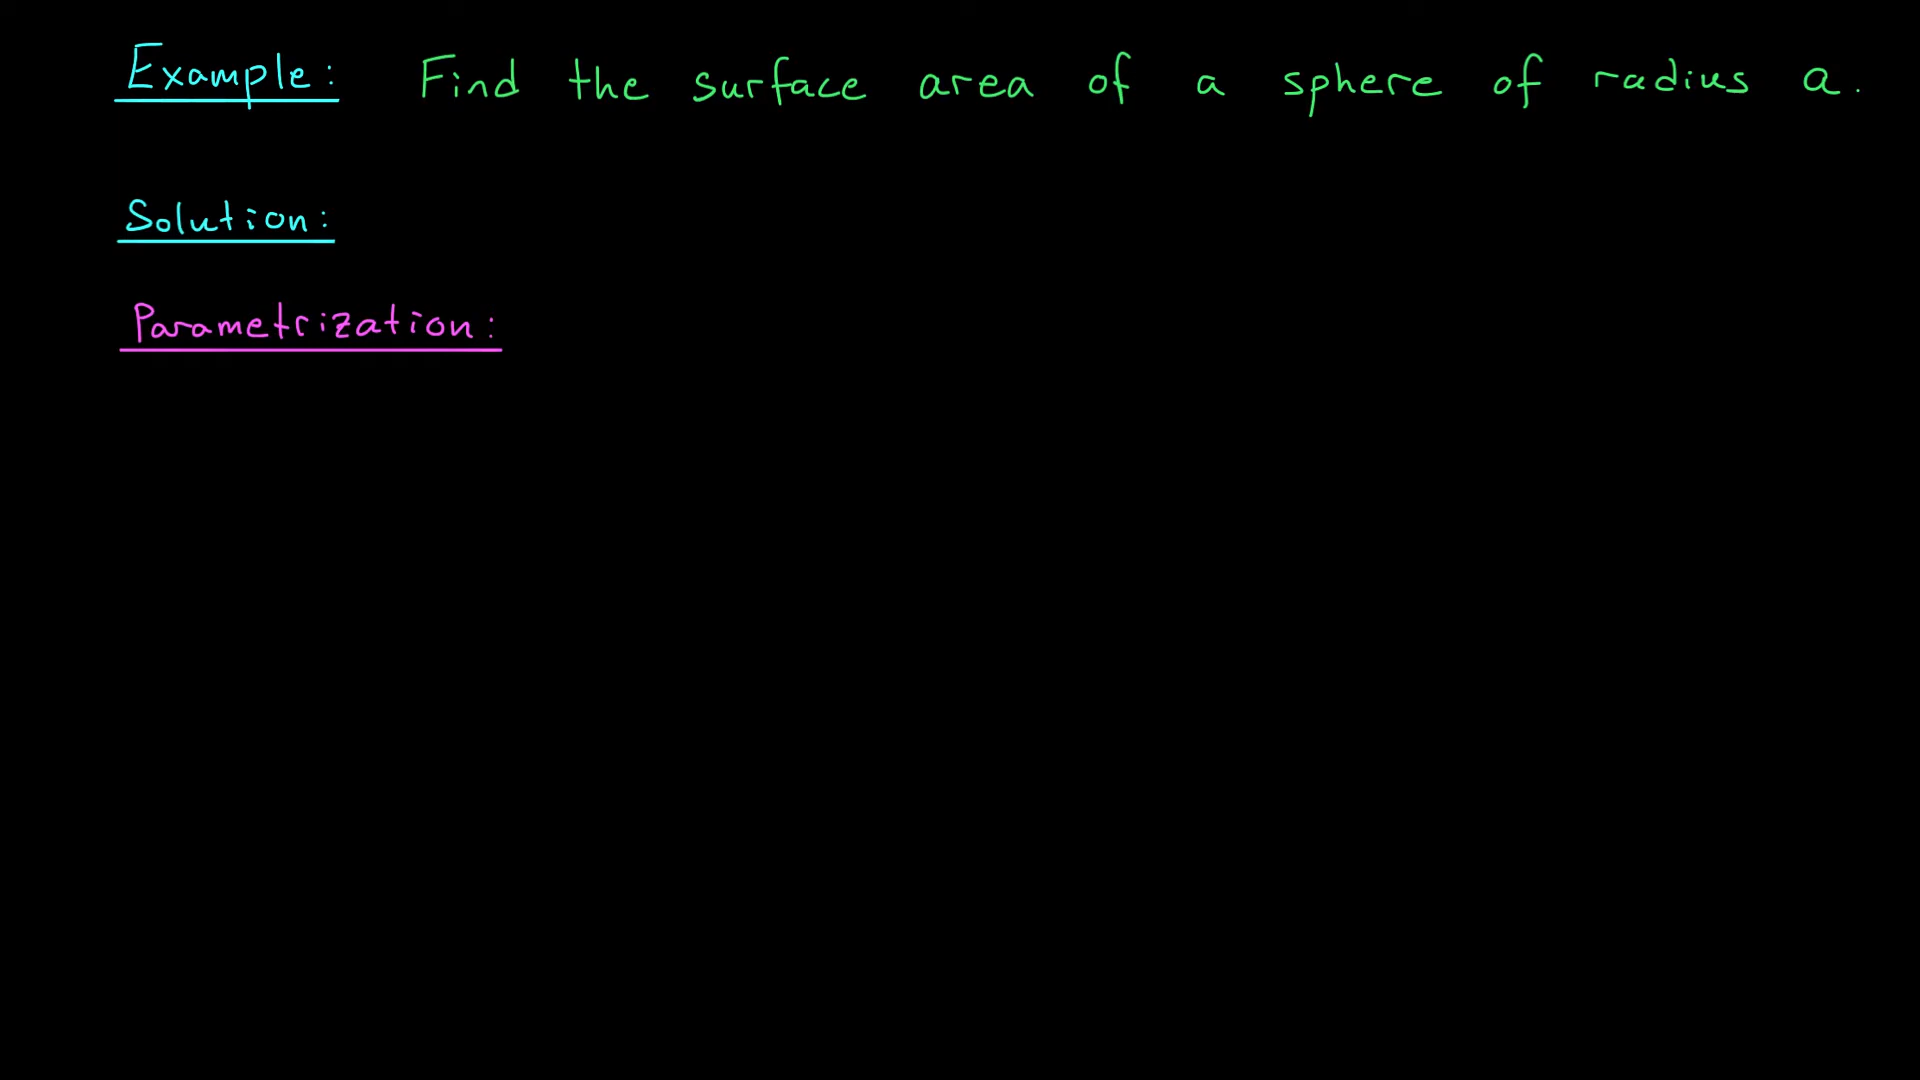 Example: Find the surface area of a sphere of radius a.
Solution:
Parametrization: